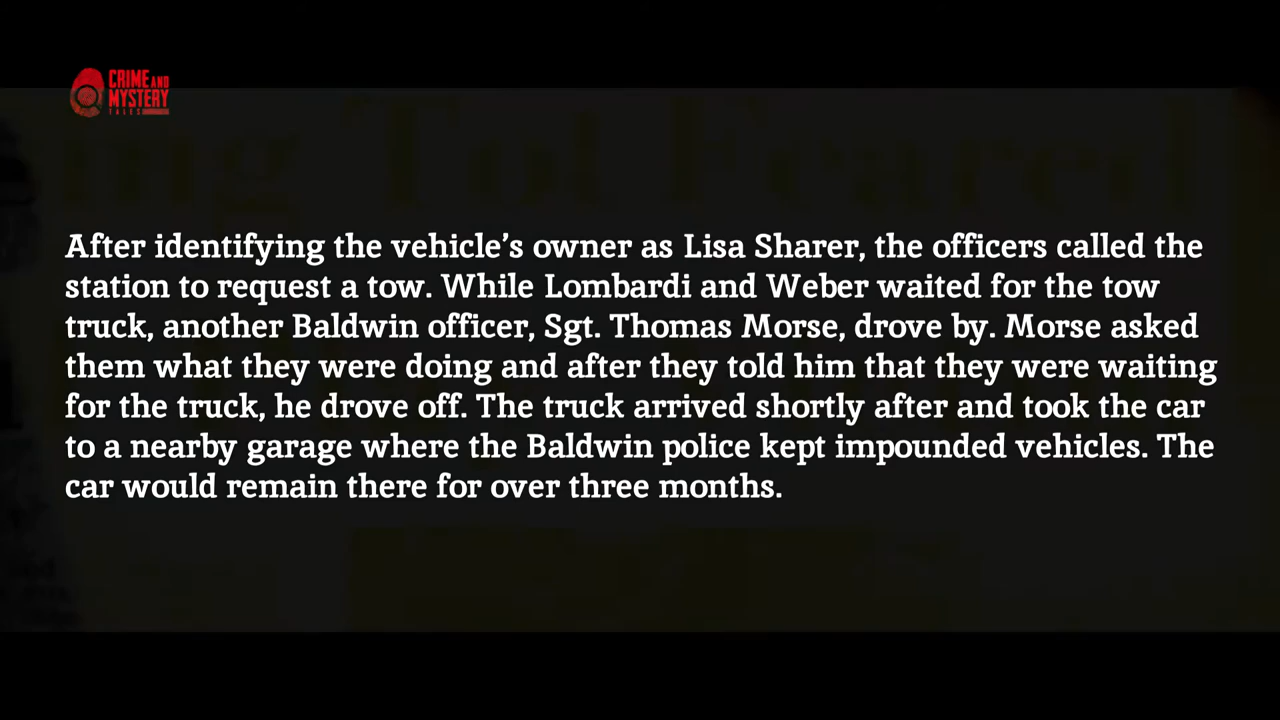 CRIME AND
MYSTERY
TALES
After identifying the vehicle's owner as Lisa Sharer, the officers called the
station to request a tow. While Lombardi and Weber waited for the tow
truck, another Baldwin officer, Sgt. Thomas Morse, drove by. Morse asked
them what they were doing and after they told him that they were waiting
for the truck, he drove off. The truck arrived shortly after and took the car
to a nearby garage where the Baldwin police kept impounded vehicles. The
car would remain there for over three months.